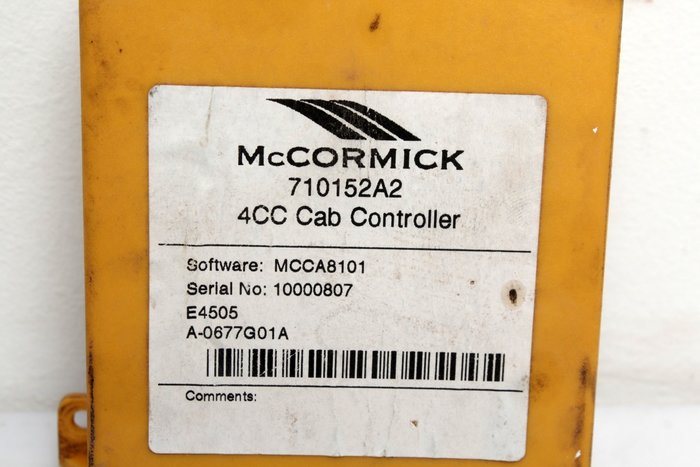 McCORMICK
710152A2
4CC Cab Controller
Software: MCCA8101
Serial No: 10000807
E4505
A-0677G01A
Comments: